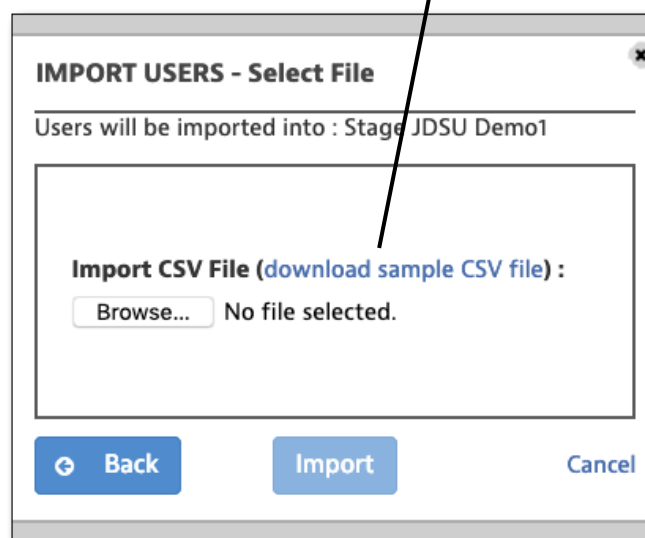 IMPORT USERS - Select File
Users will be imported into : Stage JDSU Demo1
Import CSV File (download sample CSV file) :
Browse... No file selected.
Back Import Cancel